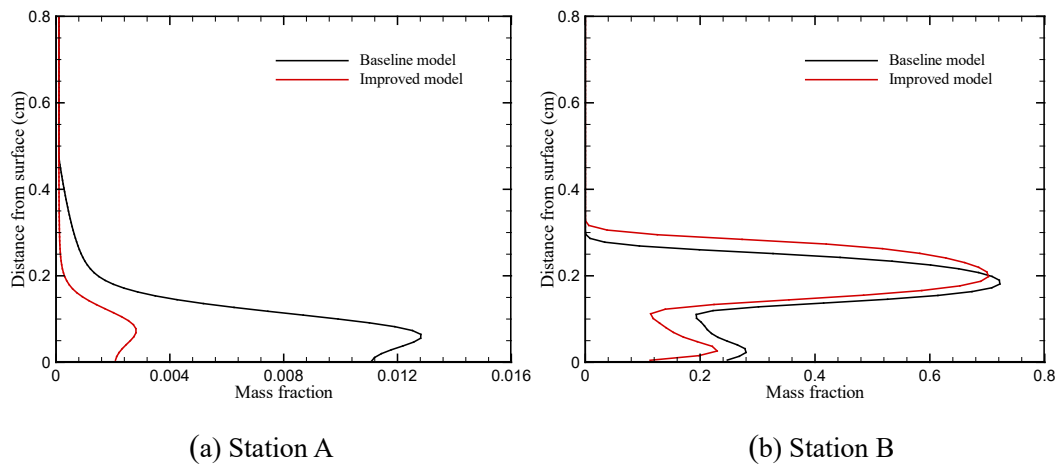 0.8
0.6
0.4
0.2
0
Distance from surface (cm)
Baseline model
Improved model
0 0.004 0.008 0.012 0.016
Mass fraction
(a) Station A
0.8
0.6
0.4
0.2
0
Distance from surface (cm)
Baseline model
Improved model
0 0.2 0.4 0.6 0.8
Mass fraction
(b) Station B